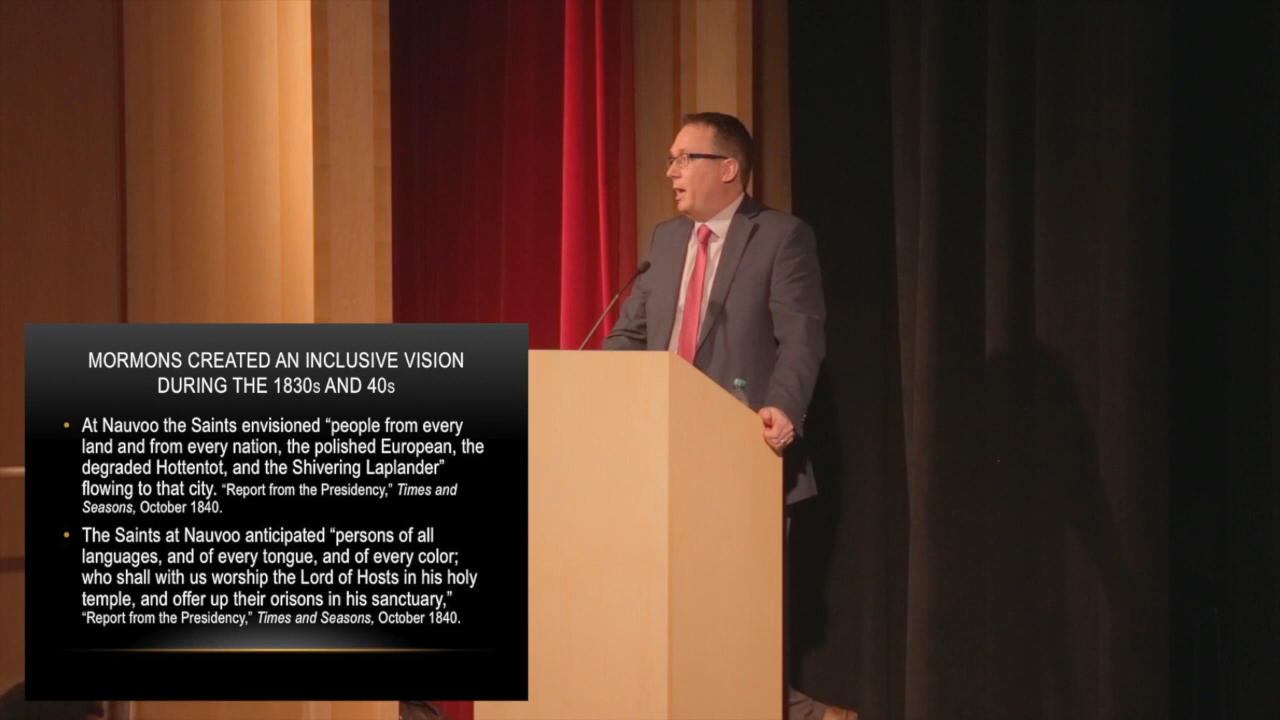 MORMONS CREATED AN INCLUSIVE VISION
DURING THE 1830s AND 40s
• At Nauvoo the Saints envisioned “people from every
land and from every nation, the polished European, the
degraded Hottentot, and the Shivering Laplander”
flowing to that city. “Report from the Presidency,” Times and
Seasons, October 1840.
• The Saints at Nauvoo anticipated “persons of all
languages, and of every tongue, and of every color;
who shall with us worship the Lord of Hosts in his holy
temple, and offer up their orisons in his sanctuary,”
“Report from the Presidency,” Times and Seasons, October 1840.